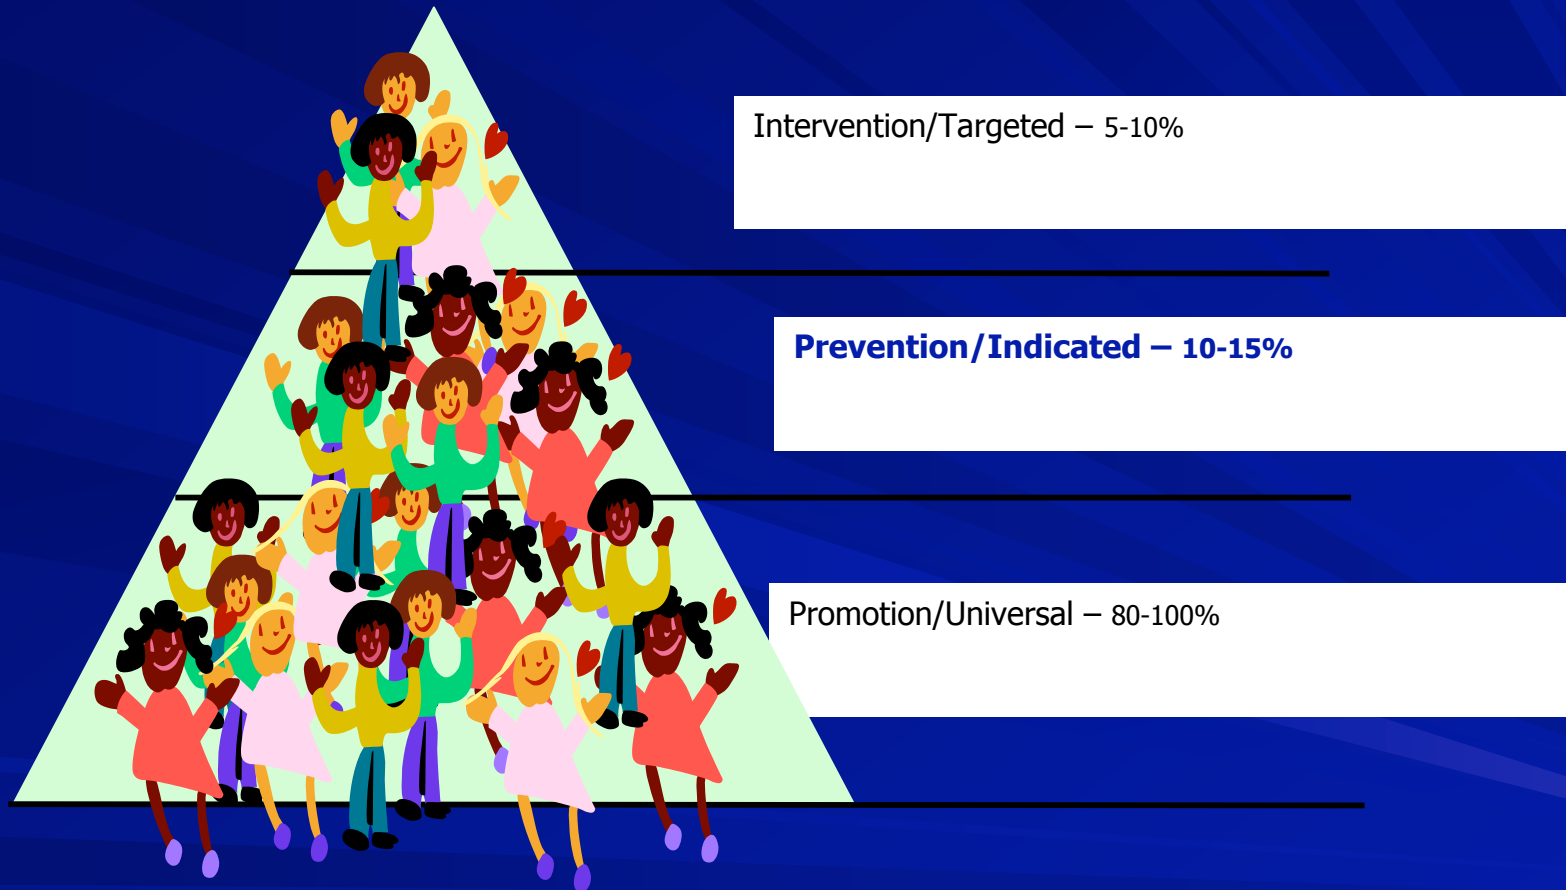 Intervention/Targeted – 5-10%
Prevention/Indicated – 10-15%
Promotion/Universal – 80-100%